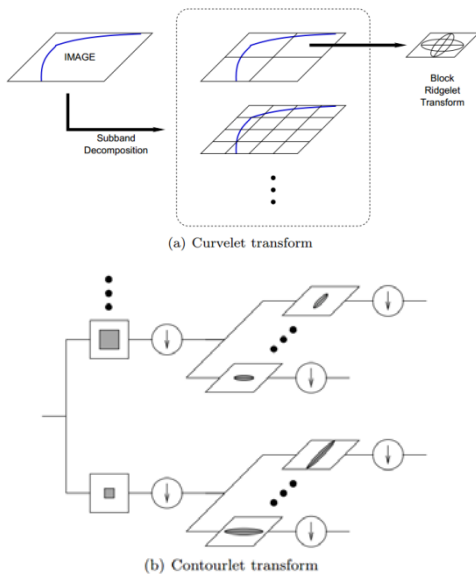 IMAGE
Subband
Decomposition
Block
Ridgelet
Transform
(a) Curvelet transform
(b) Contourlet transform